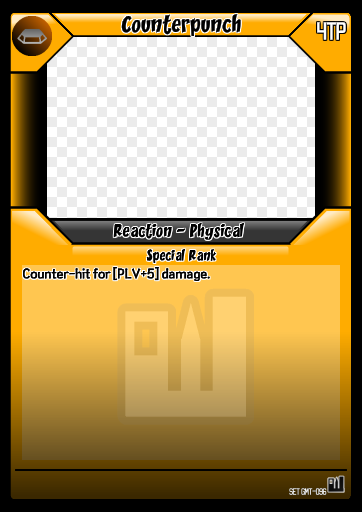 Counterpunch
4TP
Reaction - Physical
Special Rank
Counter-hit for [PLV+5] damage.
SET GMT-096